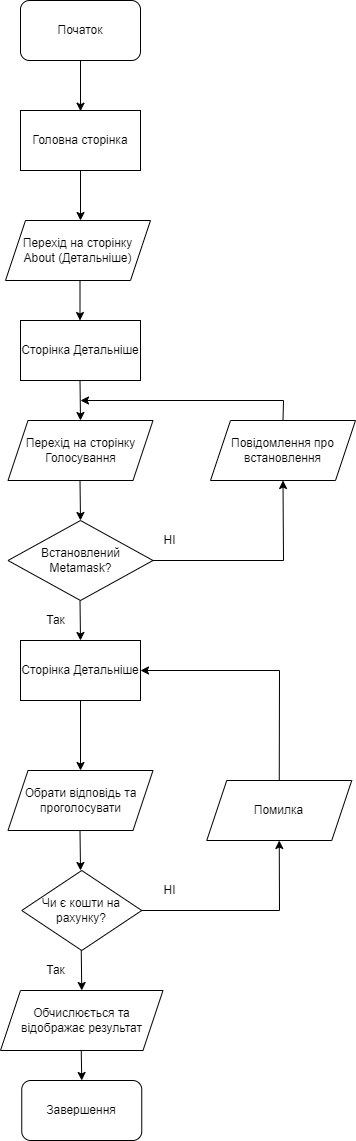 Початок
Головна сторінка
Перехід на сторінку
About (Детальніше)
Сторінка Детальніше
Перехід на сторінку
Голосування
Повідомлення про
встановлення
Встановлений
Metamask?
НІ
Так
Сторінка Детальніше
Обрати відповідь та
проголосувати
Помилка
Чи є кошти на
рахунку?
НІ
Так
Обчислюється та
відображає результат
Завершення